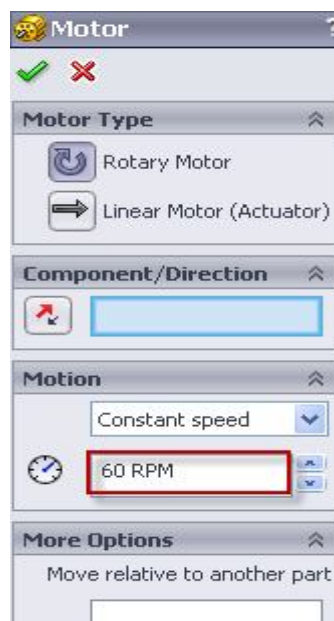 Motor ?
Motor Type
Rotary Motor
Linear Motor (Actuator)
Component/Direction
Motion
Constant speed
60 RPM
More Options
Move relative to another part